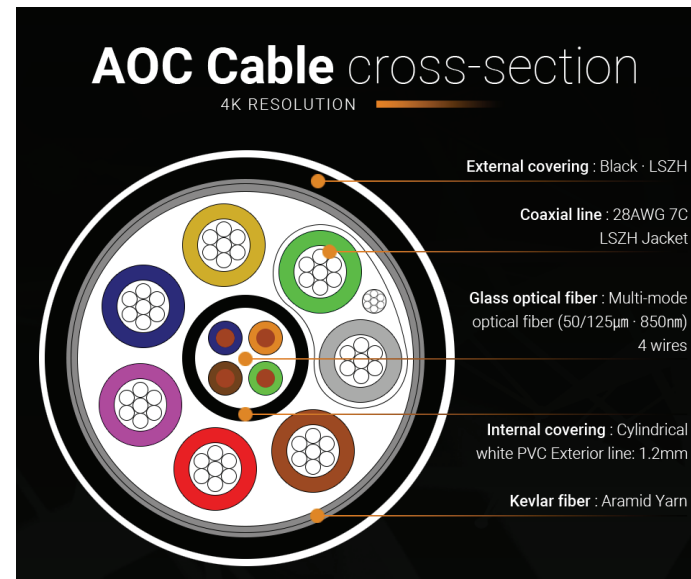 AOC Cable cross-section
4K RESOLUTION
External covering : Black · LSZH
Coaxial line : 28AWG 7C
LSZH Jacket
Glass optical fiber : Multi-mode
optical fiber (50/125μm · 850nm)
4 wires
Internal covering : Cylindrical
white PVC Exterior line: 1.2mm
Kevlar fiber : Aramid Yarn